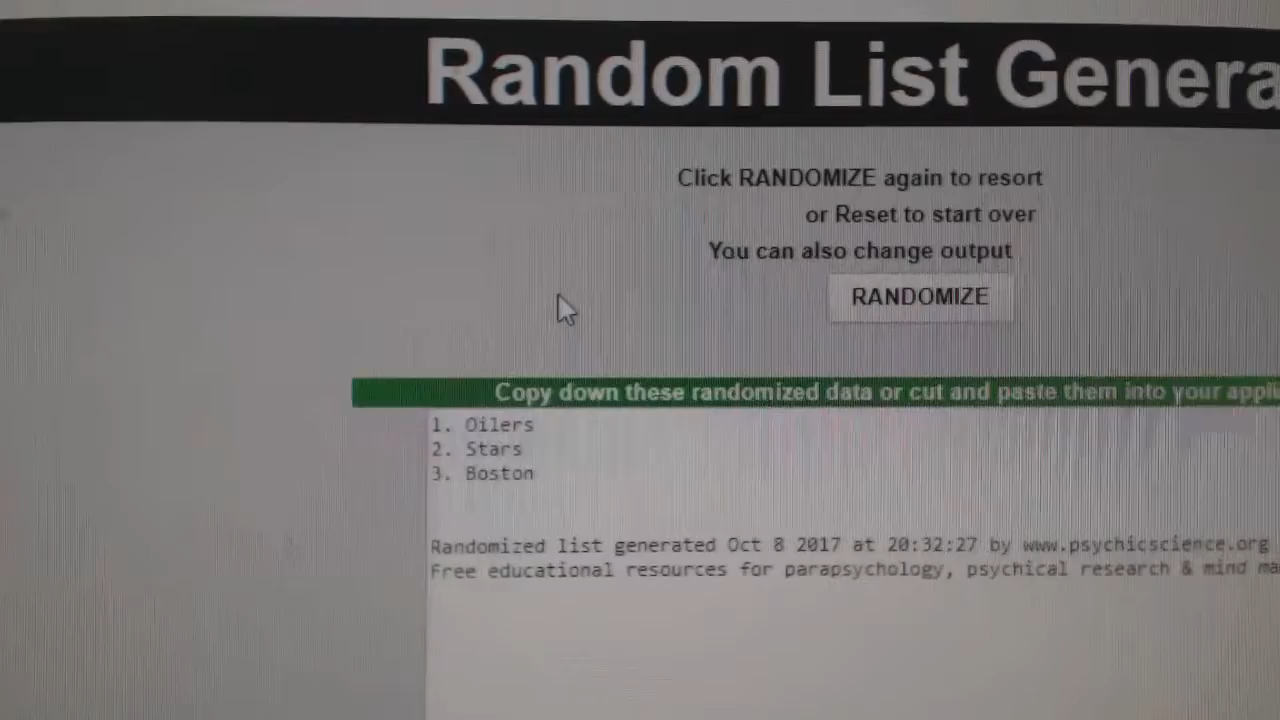 Random List Genera
Click RANDOMIZE again to resort
or Reset to start over
You can also change output
RANDOMIZE
Copy down these randomized data or cut and paste them into your appli
1. Oilers
2. Stars
3. Boston
Randomized list generated Oct 8 2017 at 20:32:27 by www.psychicscience.org
Free educational resources for parapsychology, psychical research & mind ma